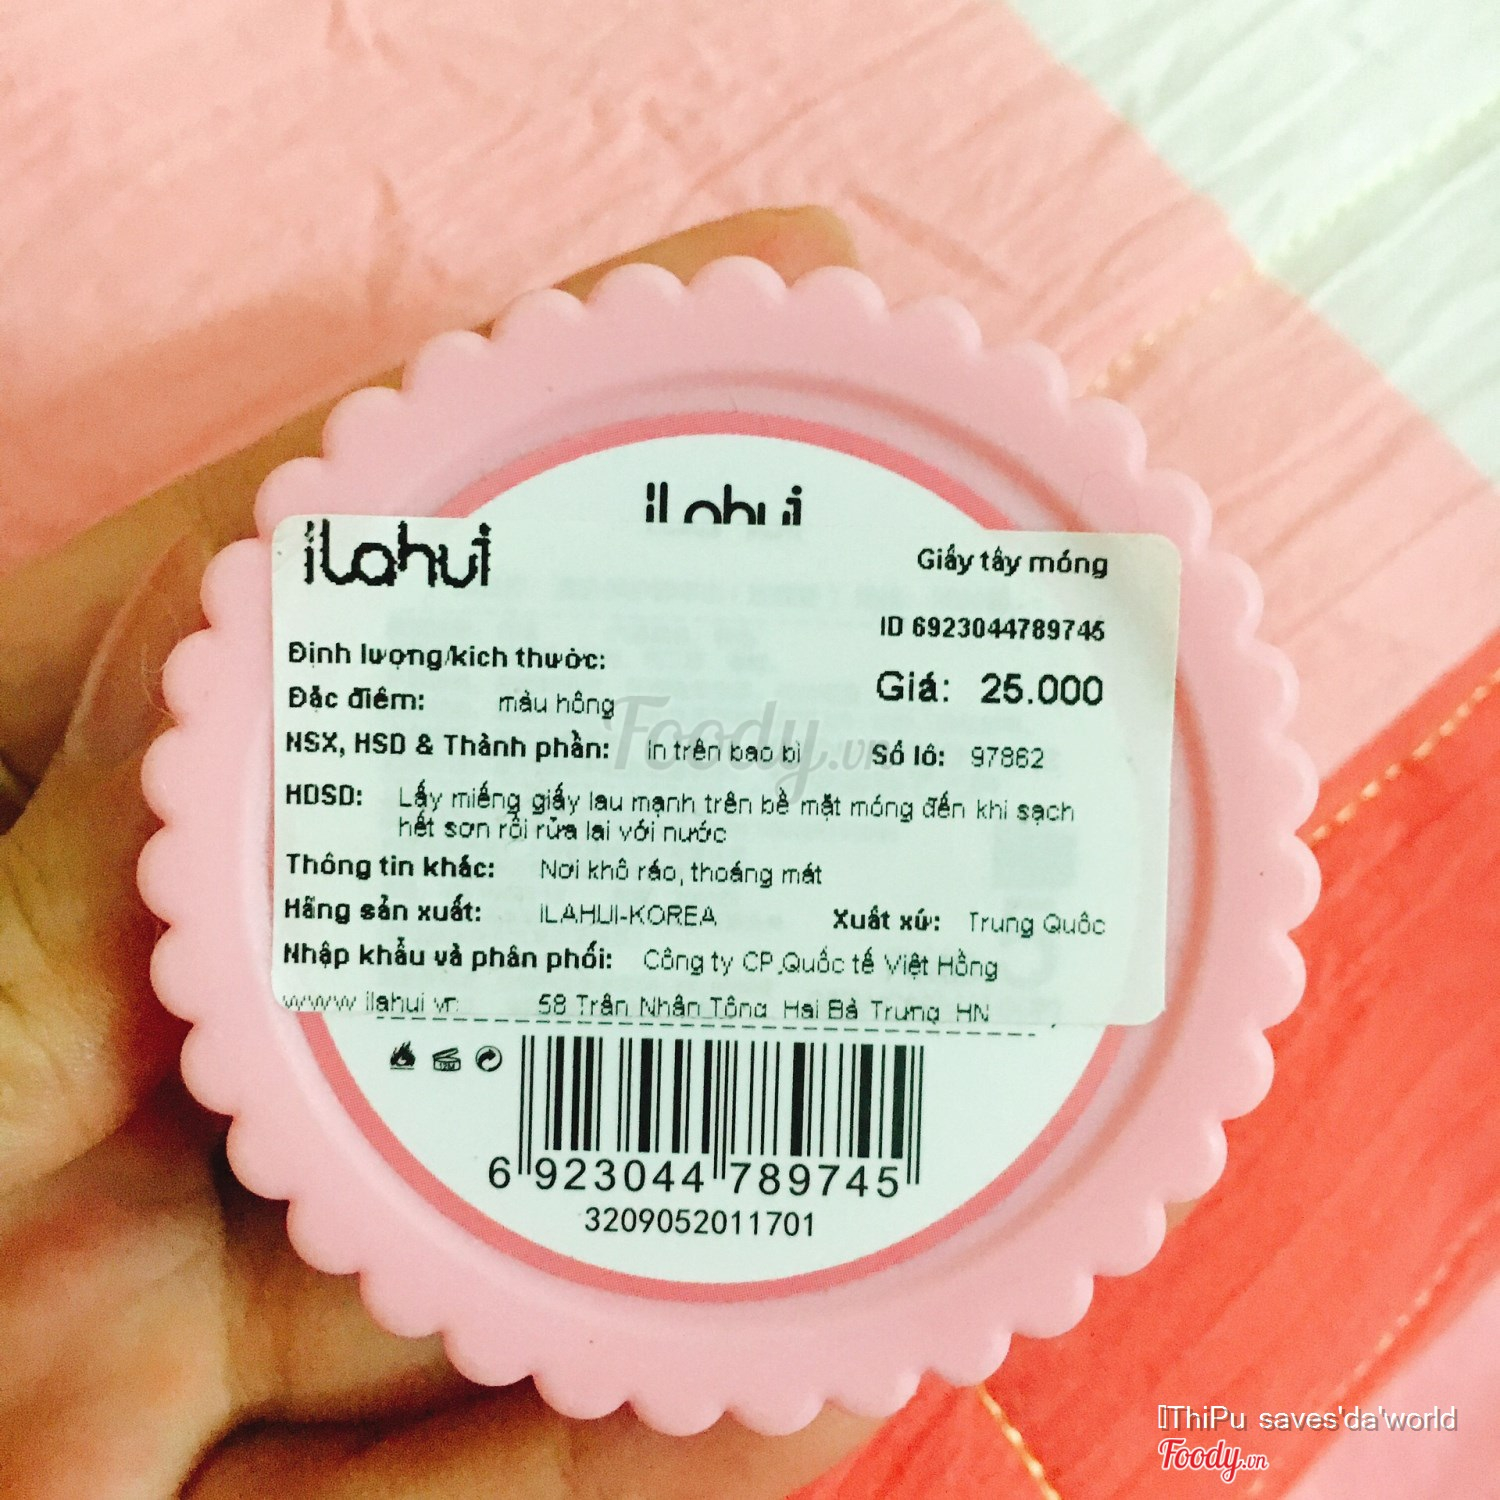 iLahui
iLahui
Giấy tẩy móng
ID 6923044789745
Định lượng/kích thước:
Giá: 25.000
Đặc điểm: màu hồng
NSX, HSD & Thành phần: in trên bao bì Số lô: 97862
HDSD: Lấy miếng giấy lau mạnh trên bề mặt móng đến khi sạch
hết sơn rồi rửa lai với nước
Thông tin khác: Nơi khô ráo, thoáng mát
Hãng sản xuất: ILAHUI-KOREA Xuất xứ: Trung Quốc
Nhập khẩu và phân phối: Công ty CP.Quốc tế Việt Hồng
www ilahui vn 58 Trần Nhân Tông Hai Bà Trưng HN
12M
6 923044 789745
3209052011701
Foody.vn
ThiPu saves'da'world
Foody.vn